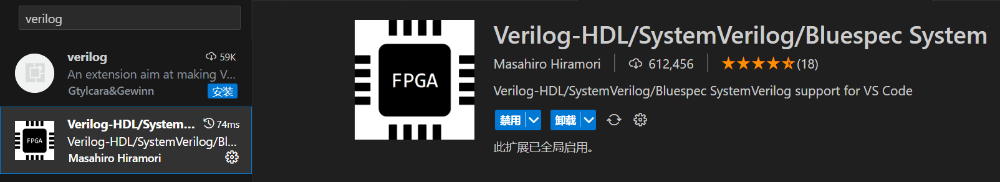 verilog
verilog 59K
An extension aim at making V...
Gtylcara&Gewinn 安装
Verilog-HDL/System... 74ms
Verilog-HDL/SystemVerilog/Bl...
Masahiro Hiramori
FPGA
FPGA
Verilog-HDL/SystemVerilog/Bluespec System
Masahiro Hiramori 612,456 (18)
Verilog-HDL/SystemVerilog/Bluespec SystemVerilog support for VS Code
禁用 卸载
此扩展已全局启用。